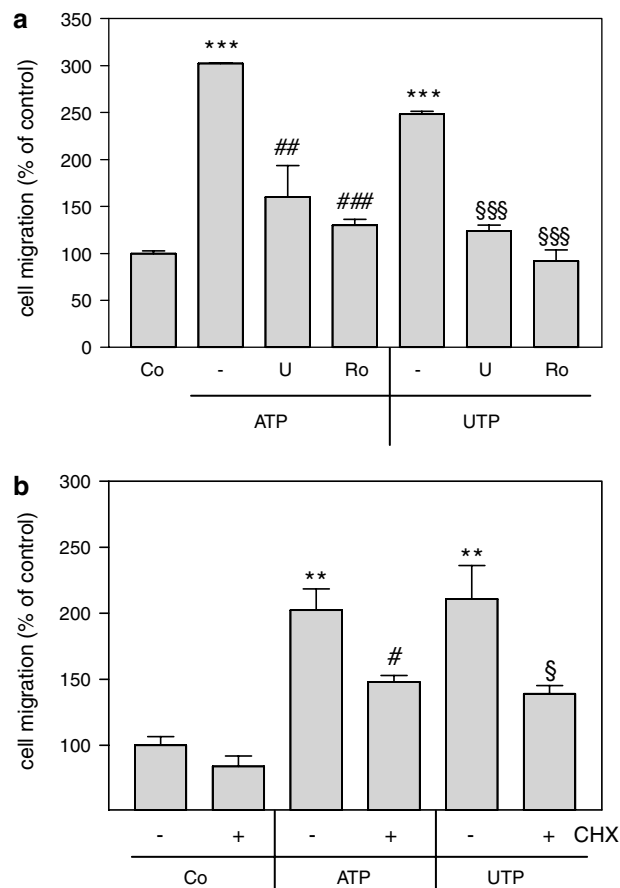 a
cell migration (% of control)
350
300
250
200
150
100
50
0
***
##
###
***
§§§
§§§
Co - U Ro - U Ro
ATP UTP
b
cell migration (% of control)
300
250
200
150
100
**
#
**
§
- + - + - + CHX
Co ATP UTP